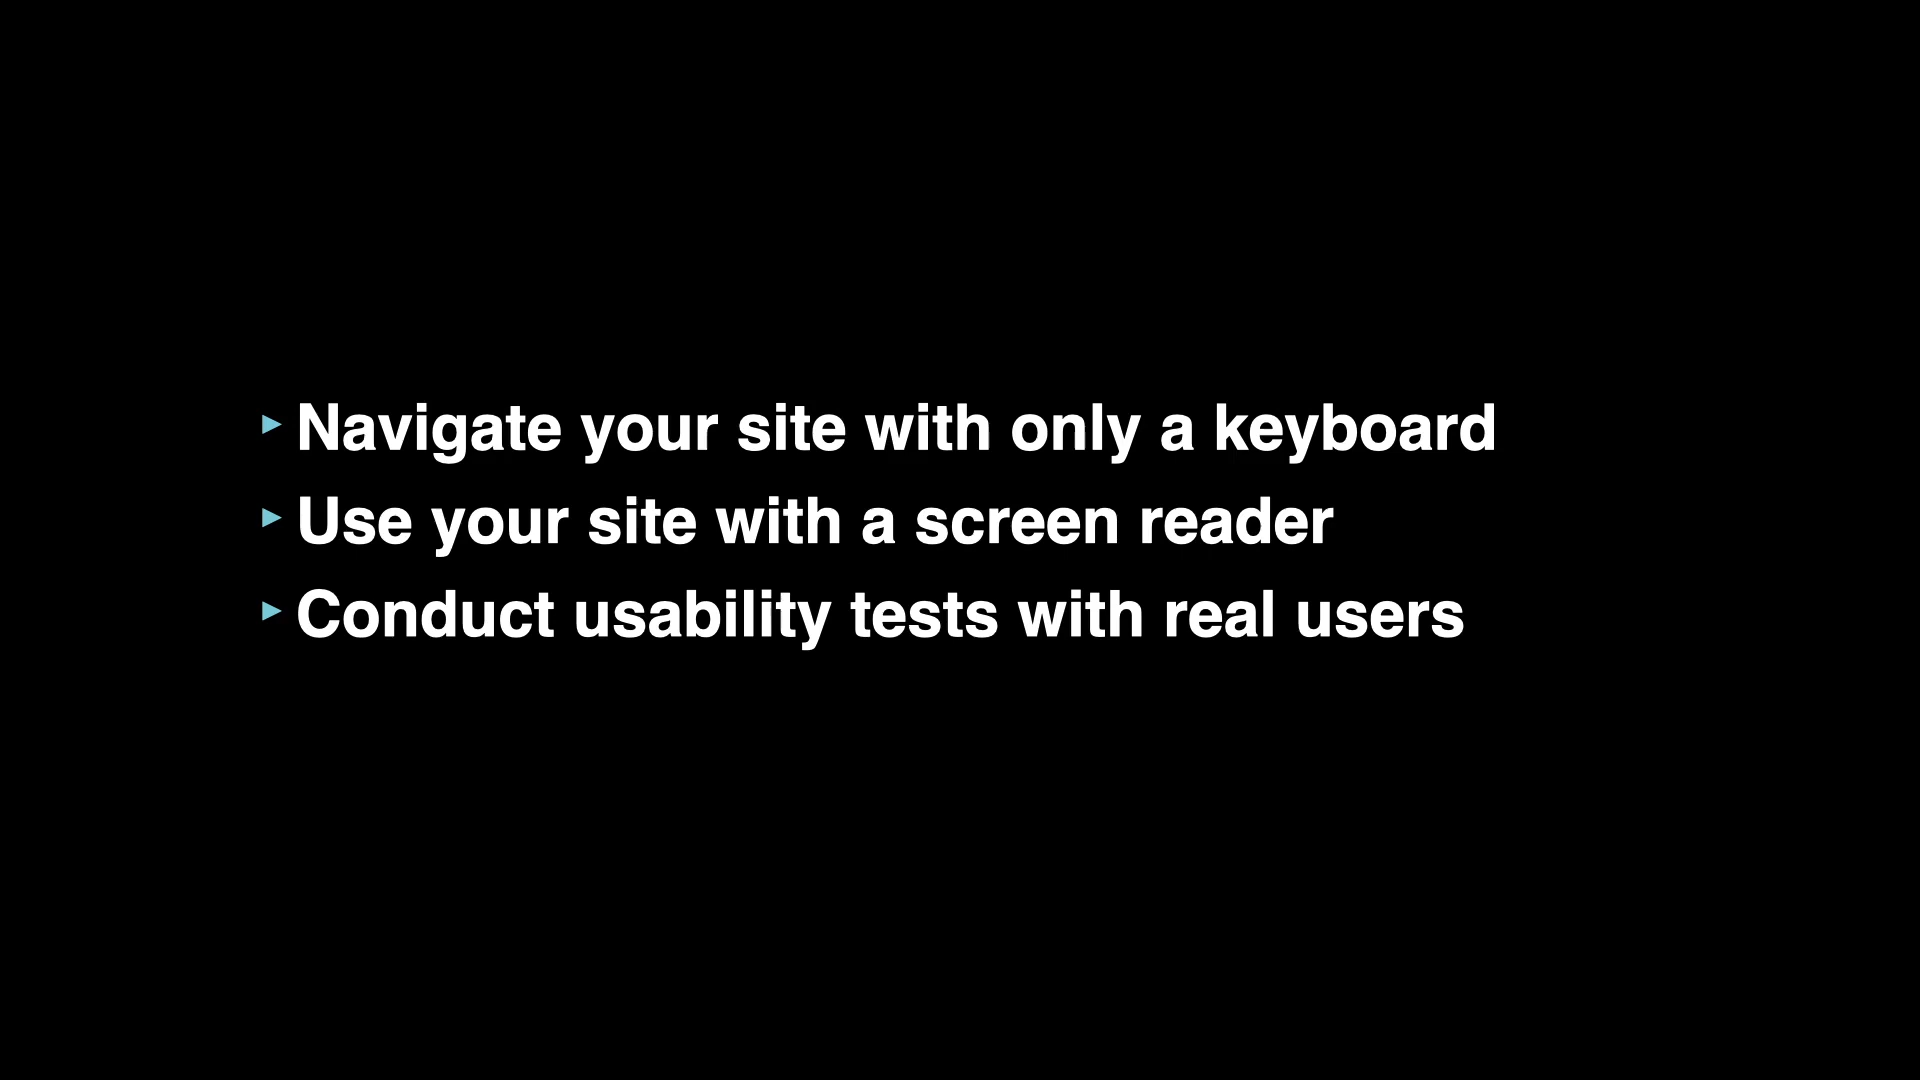 ▸ Navigate your site with only a keyboard
▸ Use your site with a screen reader
▸ Conduct usability tests with real users